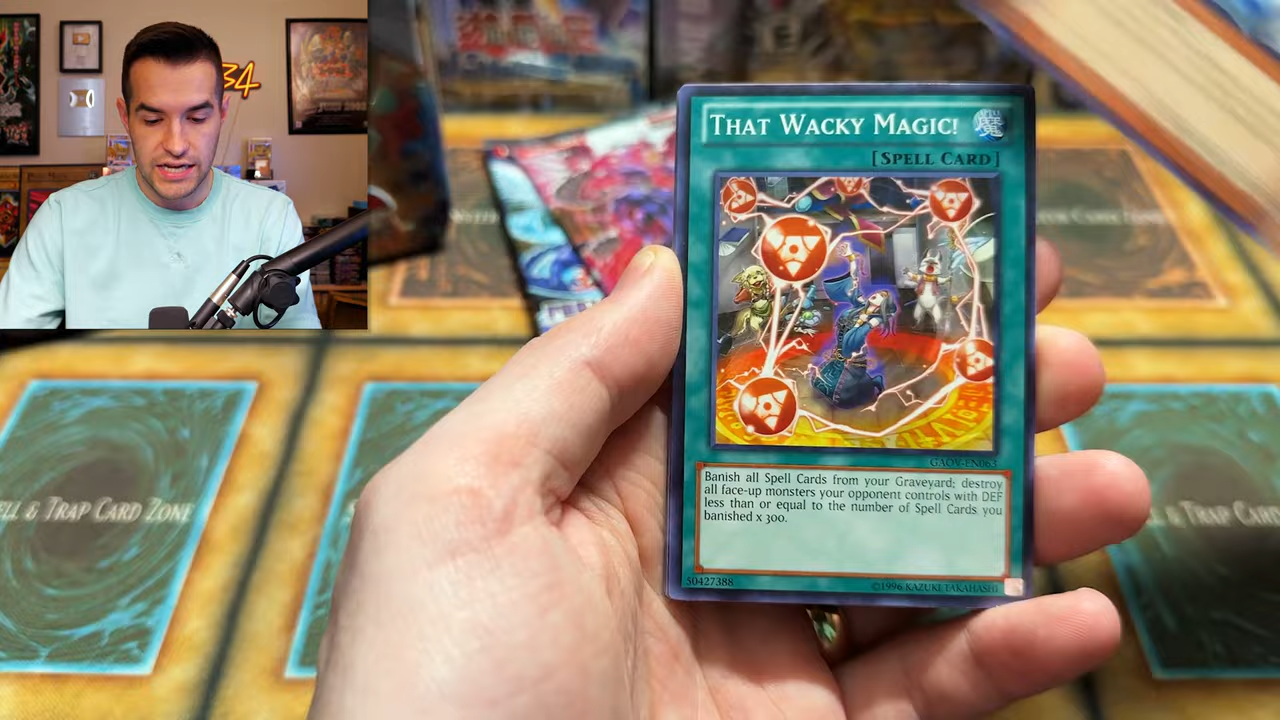 34
THAT WACKY MAGIC!
[SPELL CARD]
GAOV-EN063
Banish all Spell Cards from your Graveyard; destroy
all face-up monsters your opponent controls with DEF
less than or equal to the number of Spell Cards you
banished x 300.
50427388
©1996 KAZUKI TAKAHASHI
ELL & TRAP CARD ZONE
L & TRAP CARD